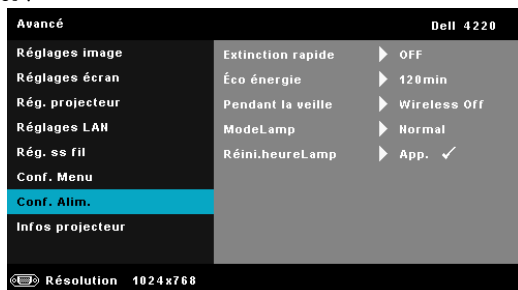 Avancé Dell 4220
Réglages image
Réglages écran
Rég. projecteur
Réglages LAN
Rég. ss fil
Conf. Menu
Conf. Alim.
Infos projecteur
Extinction rapide OFF
Éco énergie 120min
Pendant la veille Wireless Off
ModeLamp Normal
Réini.heureLamp App. ✓
Résolution 1024x768